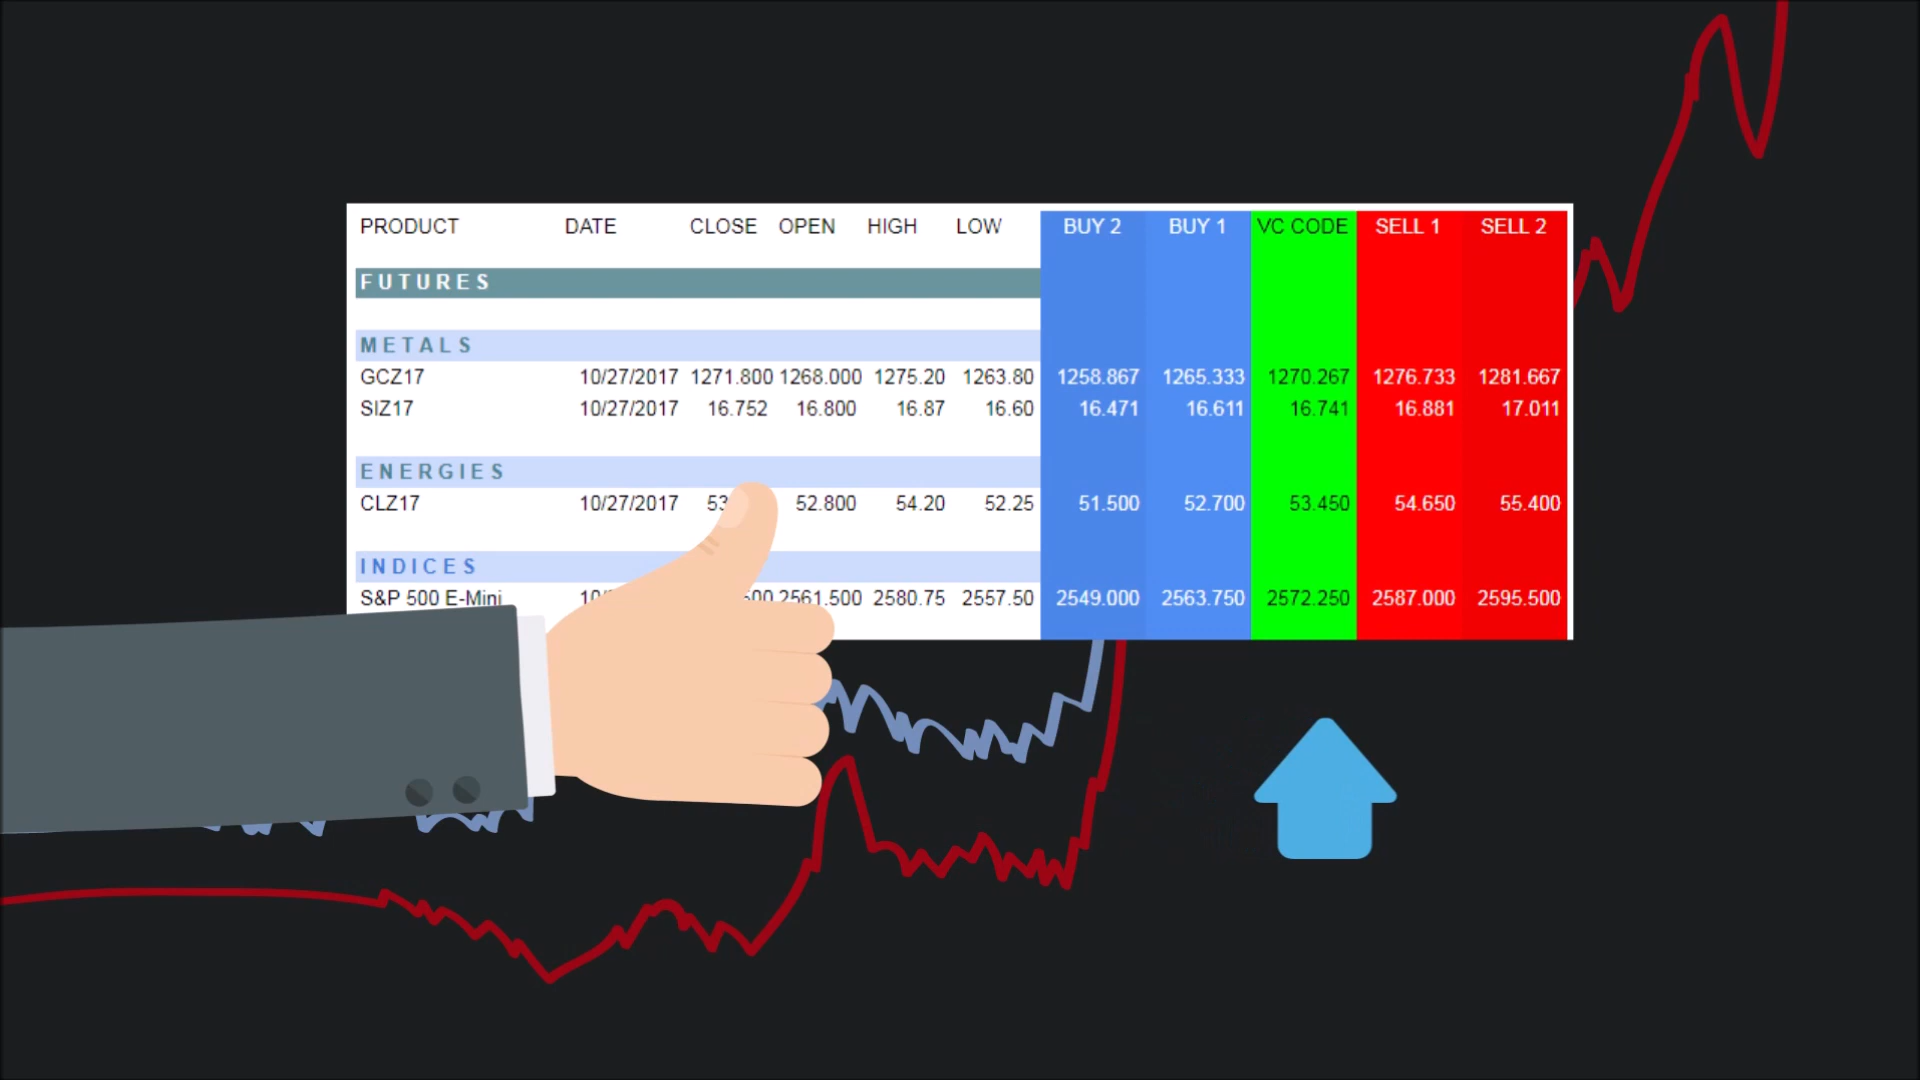 PRODUCT DATE CLOSE OPEN HIGH LOW BUY 2 BUY 1 VC CODE SELL 1 SELL 2
FUTURES
METALS
GCZ17 10/27/2017 1271.800 1268.000 1275.20 1263.80 1258.867 1265.333 1270.267 1276.733 1281.667
SIZ17 10/27/2017 16.752 16.800 16.87 16.60 16.471 16.611 16.741 16.881 17.011
ENERGIES
CLZ17 10/27/2017 52.800 54.20 52.25 51.500 52.700 53.450 54.650 55.400
INDICES
S&P 500 E-Mini 2561.500 2580.75 2557.50 2549.000 2563.750 2572.250 2587.000 2595.500